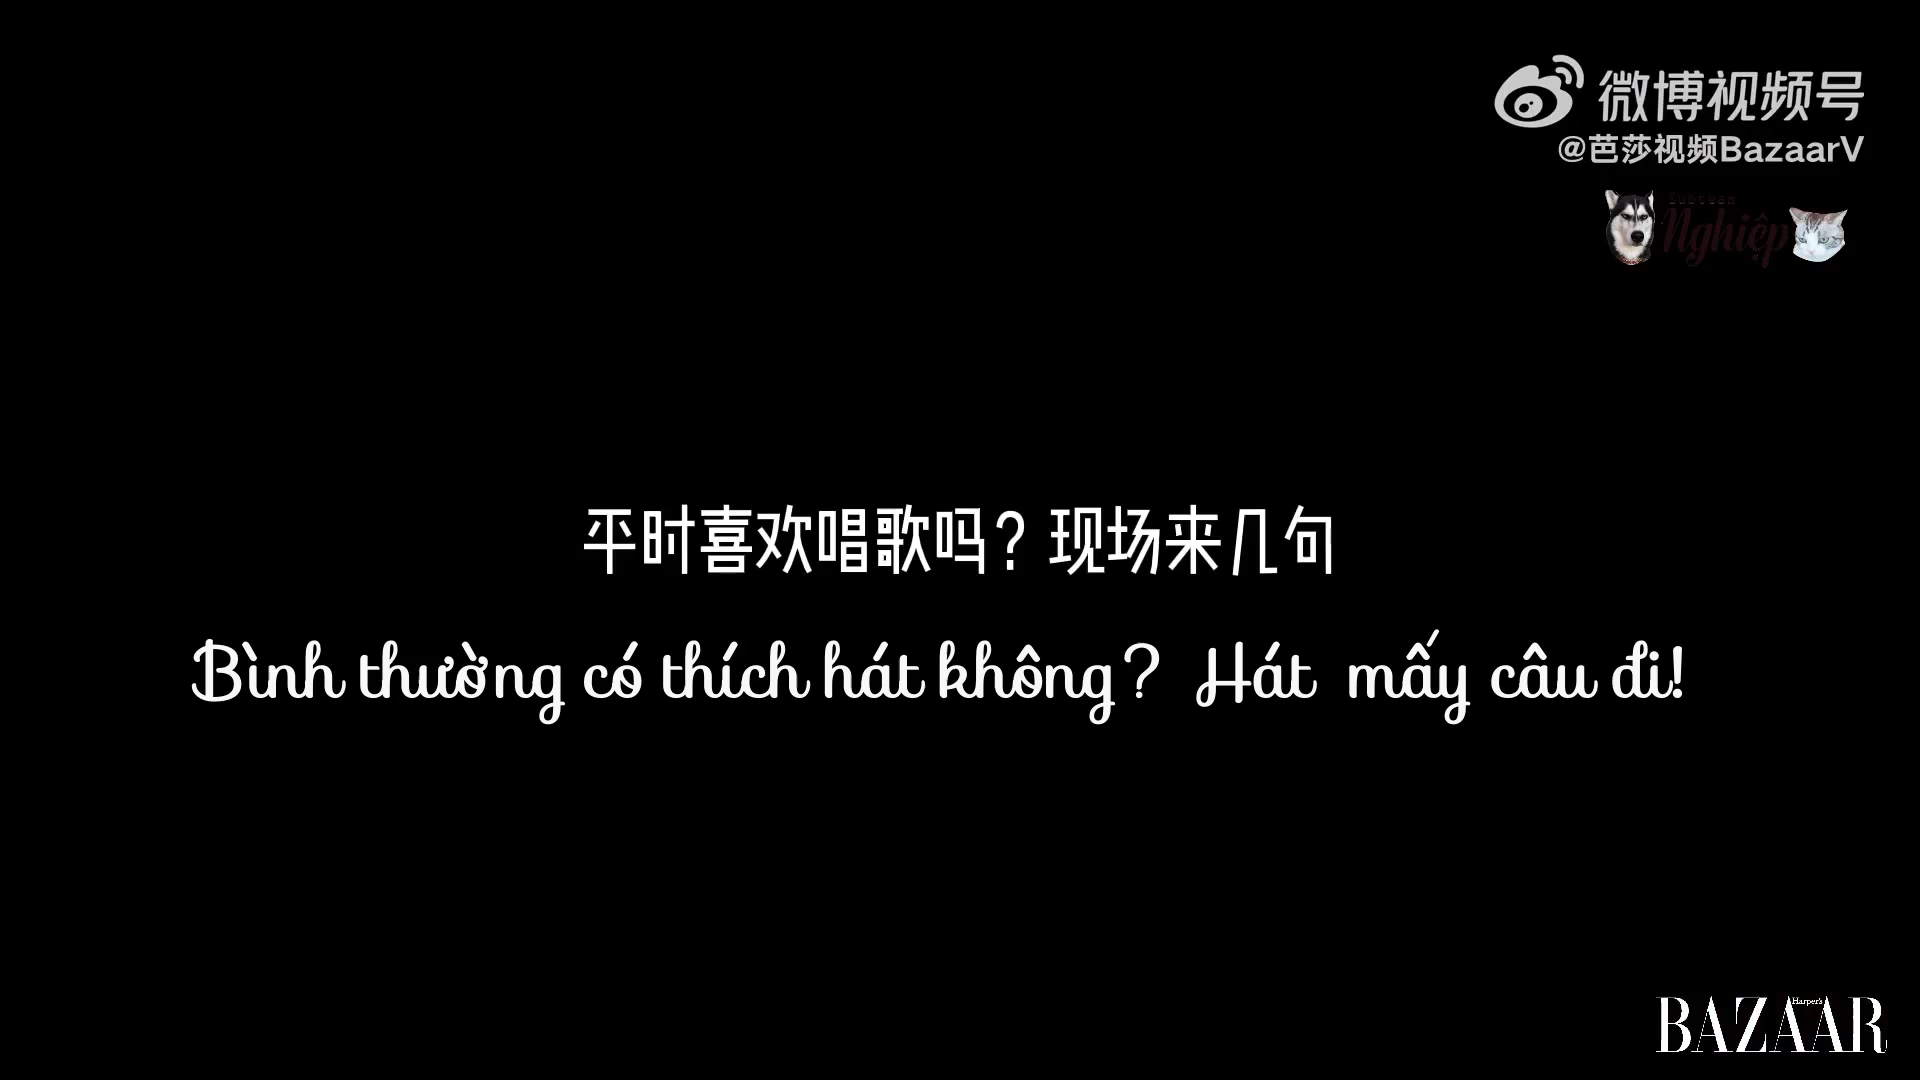 微博视频号
@芭莎视频BazaarV
Subteam
Nghiệp
平时喜欢唱歌吗？现场来几句
Bình thường có thích hát không? Hát mấy câu đi!
Harper's
BAZAAR